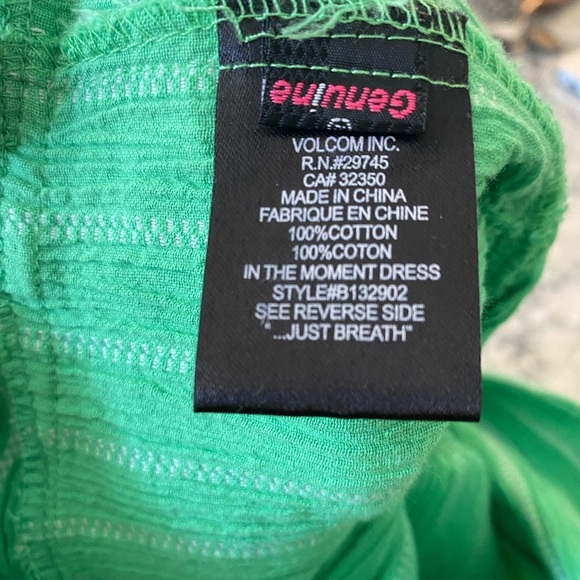 Genuine
S
VOLCOM INC.
R.N.#29745
CA# 32350
MADE IN CHINA
FABRIQUE EN CHINE
100%COTTON
100%COTON
IN THE MOMENT DRESS
STYLE#B132902
SEE REVERSE SIDE
"...JUST BREATH"